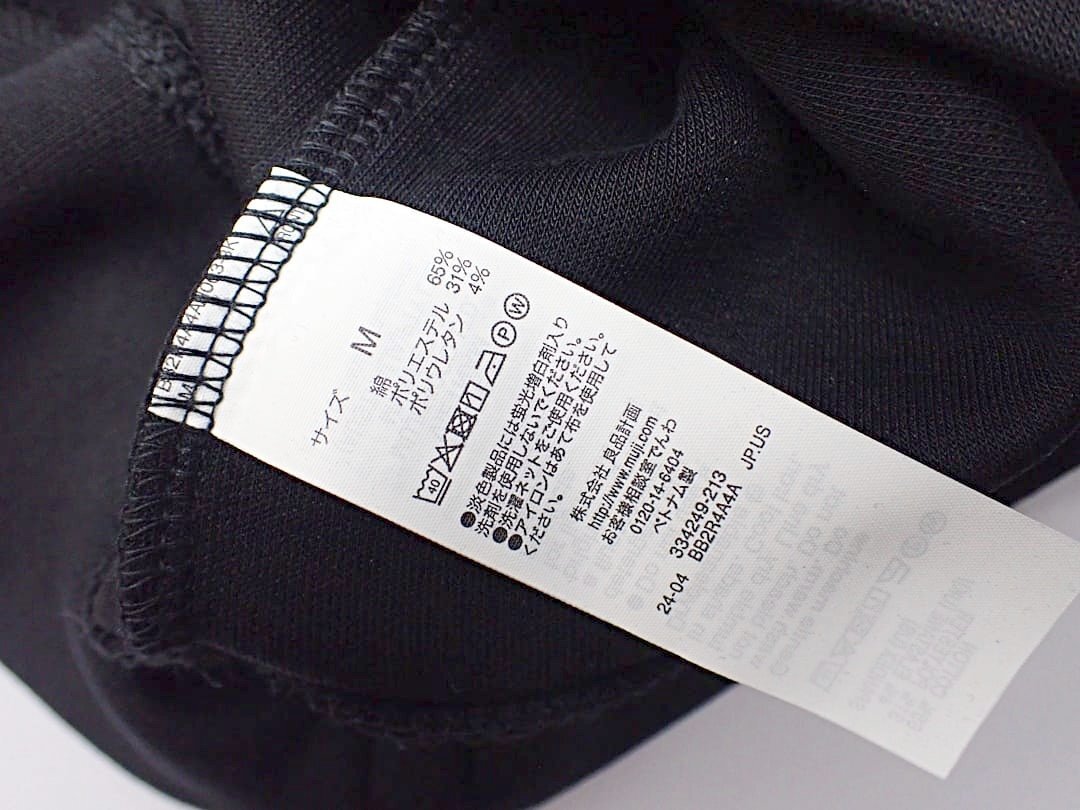 サイズ M
綿 65%
ポリエステル 31%
ポリウレタン 4%
40 P W
●淡色製品には蛍光増白剤入り
洗剤を使用しないでください。
●洗濯ネットをご使用ください。
●アイロンはあて布を使用して
ください。
株式会社 良品計画
http://www.muji.com
お客様相談室でんわ
0120-14-6404
ベトナム製
334249-213
24-04 BB2R4A4A JP.US